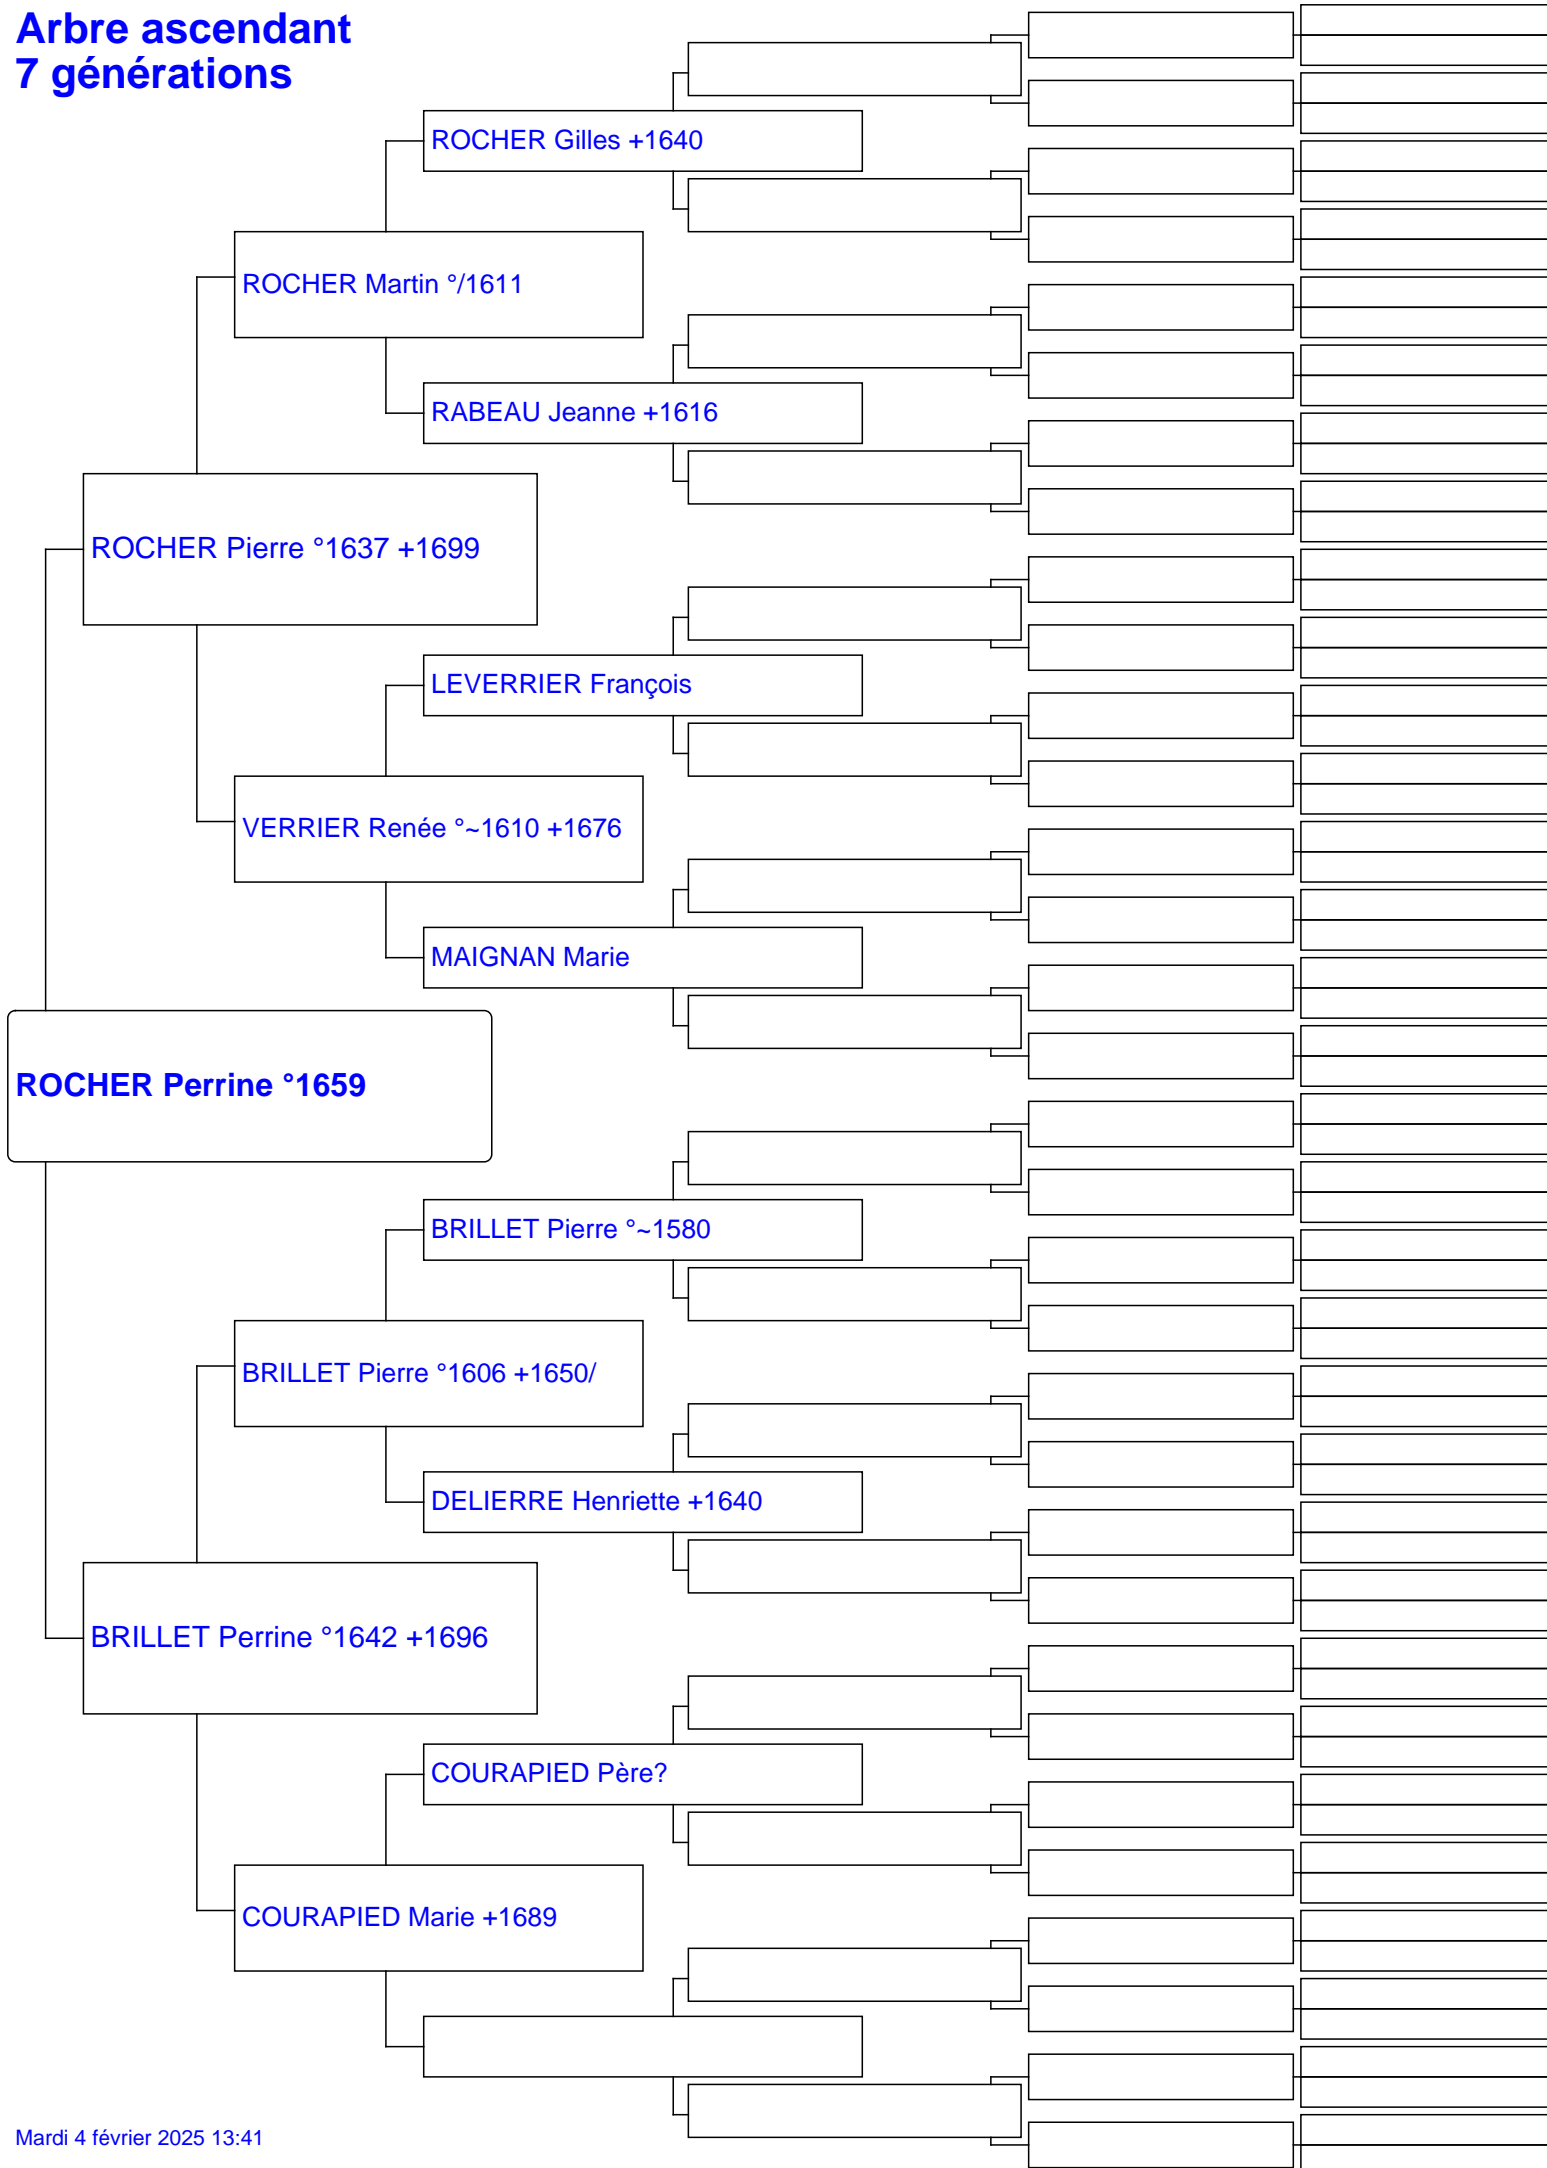 Arbre ascendant
7 générations
ROCHER Gilles +1640
ROCHER Martin °/1611
RABEAU Jeanne +1616
ROCHER Pierre °1637 +1699
LEVERRIER François
VERRIER Renée °~1610 +1676
MAIGNAN Marie
ROCHER Perrine °1659
BRILLET Pierre °~1580
BRILLET Pierre °1606 +1650/
DELIERRE Henriette +1640
BRILLET Perrine °1642 +1696
COURAPIED Père?
COURAPIED Marie +1689
Mardi 4 février 2025 13:41